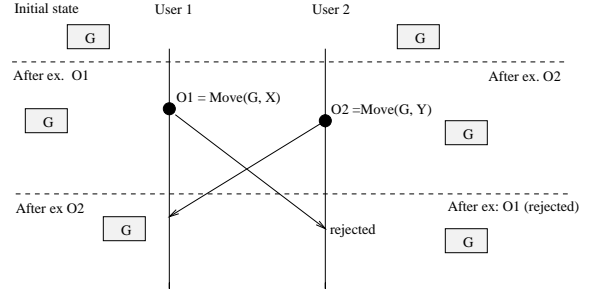 Initial state
User 1
User 2
G
G
After ex. O1
After ex. O2
O1 = Move(G, X)
O2 =Move(G, Y)
G
G
After ex O2
After ex: O1 (rejected)
G
rejected
G